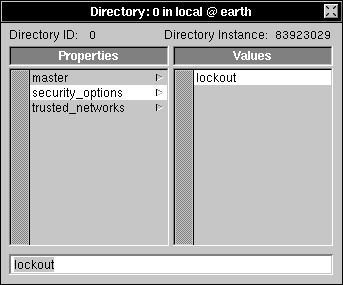 Directory: 0 in local @ earth
Directory ID: 0 Directory Instance: 83923029
Properties Values
master lockout
security_options
trusted_networks
lockout